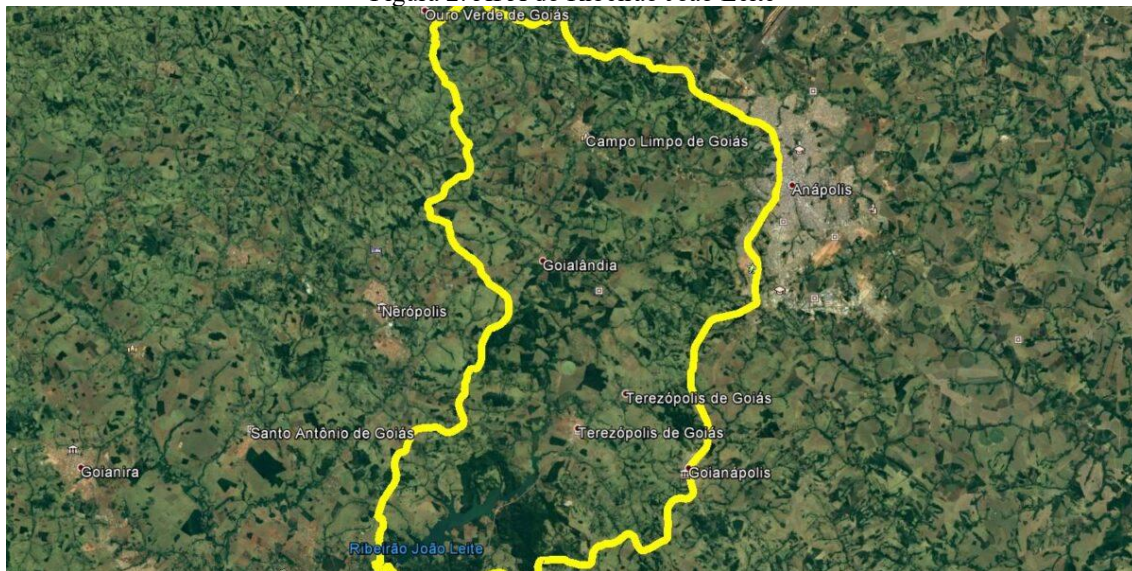 Ouro Verde de Goiás
Campo Limpo de Goiás
Anápolis
Goialândia
Nerópolis
Terezópolis de Goiás
Santo Antônio de Goiás
Terezópolis de Goiás
Goianira
Goianápolis
Ribeirão João Leite